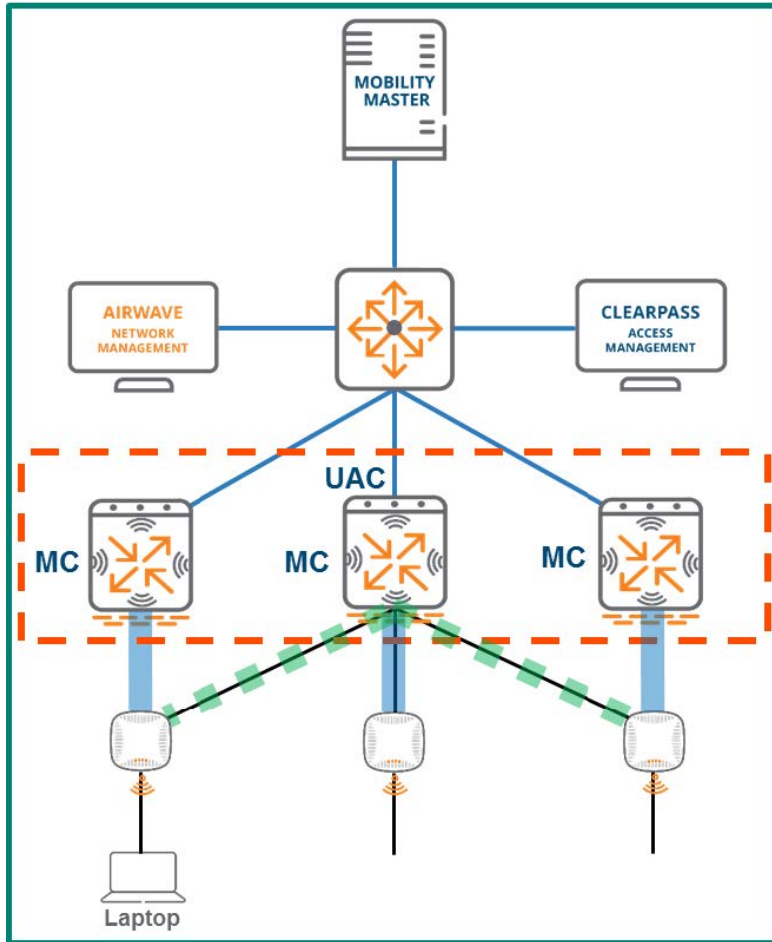 MOBILITY
MASTER
AIRWAVE
NETWORK
MANAGEMENT
CLEARPASS
ACCESS
MANAGEMENT
UAC
MC
MC
MC
Laptop